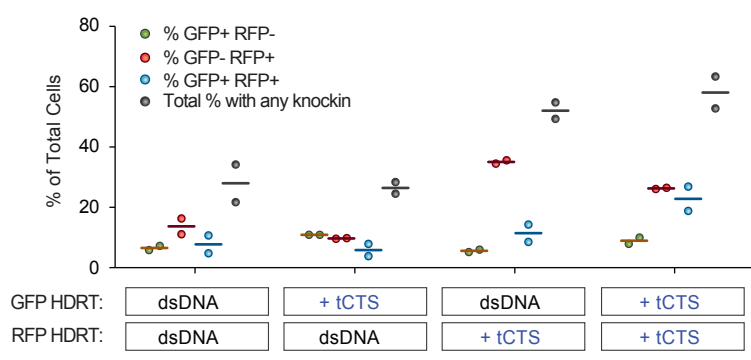 80
60
40
20
0
% of Total Cells
% GFP+ RFP-
% GFP- RFP+
% GFP+ RFP+
Total % with any knockin
GFP HDRT: dsDNA + tCTS dsDNA + tCTS
RFP HDRT: dsDNA dsDNA + tCTS + tCTS